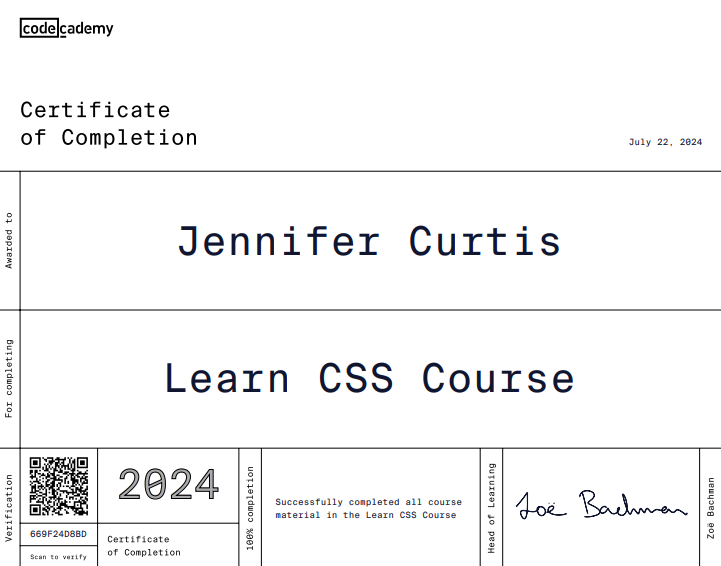 codecademy
Certificate
of Completion
July 22, 2024
Awarded to
Jennifer Curtis
For completing
Learn CSS Course
Verification
669F24D8BD
Scan to verify
2024
Certificate
of Completion
100% completion
Successfully completed all course
material in the Learn CSS Course
Head of Learning
Zoë Bachman
Zoë Bachman